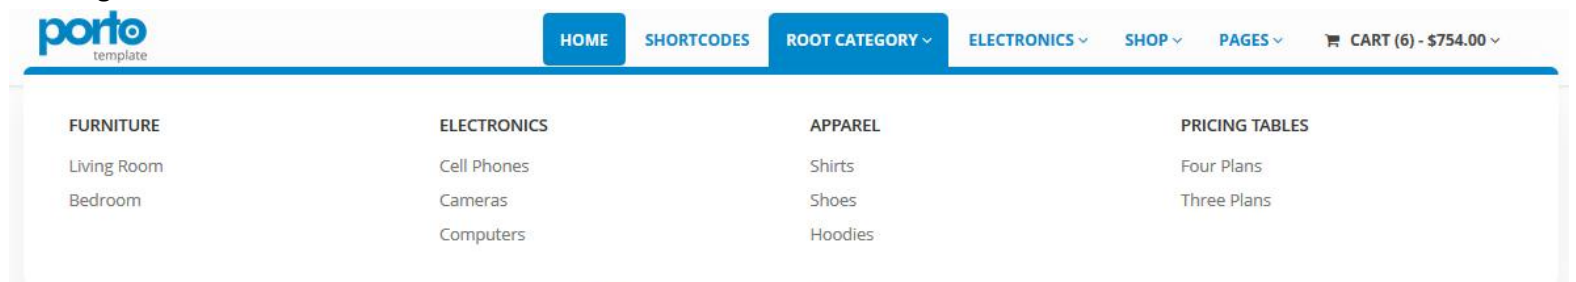 porto
template
HOME SHORTCODES ROOT CATEGORY ELECTRONICS SHOP PAGES CART (6) - $754.00
FURNITURE ELECTRONICS APPAREL PRICING TABLES
Living Room Cell Phones Shirts Four Plans
Bedroom Cameras Shoes Three Plans
Computers Hoodies